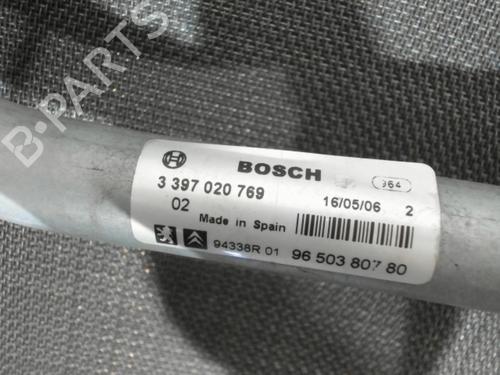 B-PARTS
BOSCH 964
3 397 020 769
02 16/05/06 2
Made in Spain
94338R 01 96 503 807 80